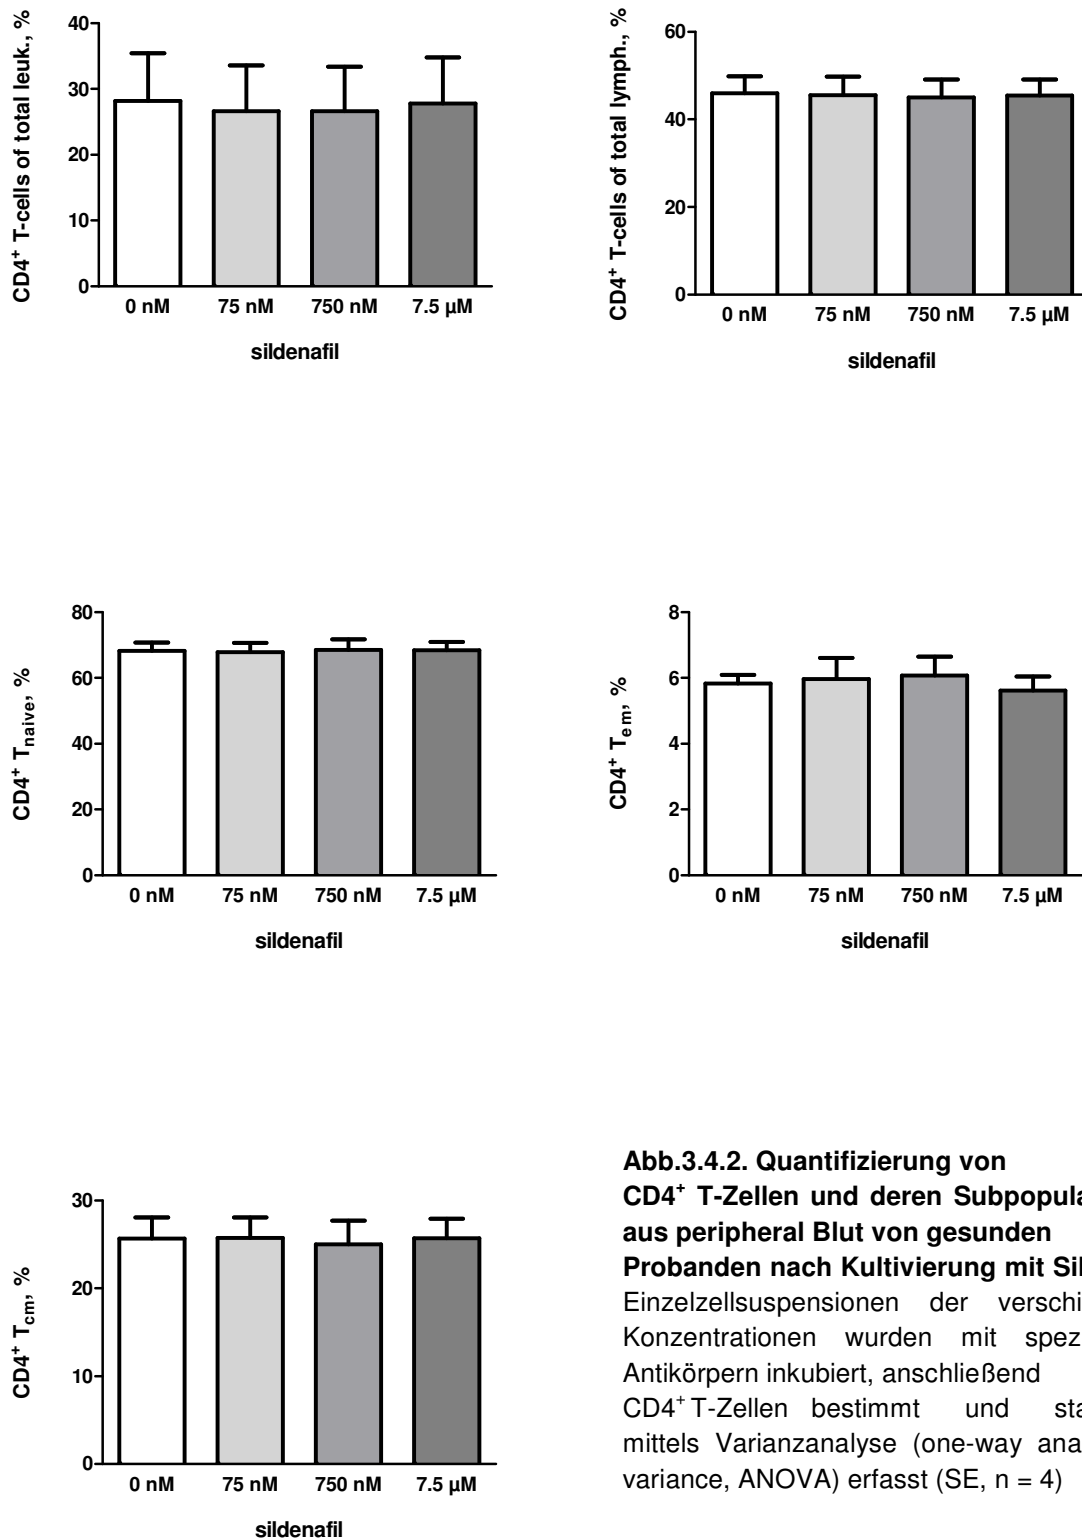 CD4⁺ T-cells of total leuk., %
40
30
20
10
0
0 nM 75 nM 750 nM 7.5 µM
sildenafil
CD4⁺ T-cells of total lymph., %
60
40
20
0
0 nM 75 nM 750 nM 7.5 µM
sildenafil
CD4⁺ Tnaive, %
80
60
40
20
0
0 nM 75 nM 750 nM 7.5 µM
sildenafil
CD4⁺ Tem, %
8
6
4
2
0
0 nM 75 nM 750 nM 7.5 µM
sildenafil
CD4⁺ Tcm, %
30
20
10
0
0 nM 75 nM 750 nM 7.5 µM
sildenafil
Abb.3.4.2. Quantifizierung von
CD4⁺ T-Zellen und deren Subpopula
aus peripheral Blut von gesunden
Probanden nach Kultivierung mit Sil
Einzelzellsuspensionen der verschi
Konzentrationen wurden mit spez
Antikörpern inkubiert, anschließend
CD4⁺ T-Zellen bestimmt und sta
mittels Varianzanalyse (one-way ana
variance, ANOVA) erfasst (SE, n = 4)